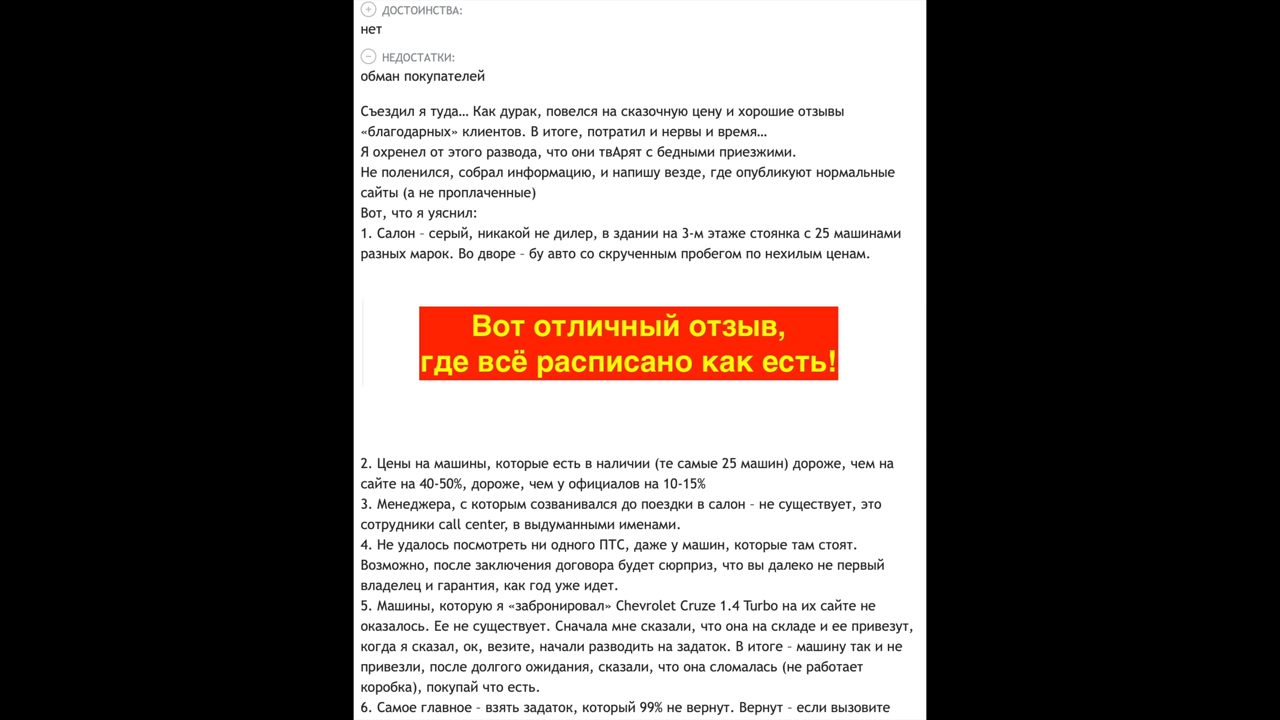 ДОСТОИНСТВА:
нет
НЕДОСТАТКИ:
обман покупателей
Съездил я туда… Как дурак, повелся на сказочную цену и хорошие отзывы
«благодарных» клиентов. В итоге, потратил и нервы и время…
Я охренел от этого развода, что они твАрят с бедными приезжими.
Не поленился, собрал информацию, и напишу везде, где опубликуют нормальные
сайты (а не проплаченные)
Вот, что я уяснил:
1. Салон – серый, никакой не дилер, в здании на 3-м этаже стоянка с 25 машинами
разных марок. Во дворе – бу авто со скрученным пробегом по нехилым ценам.
Вот отличный отзыв,
где всё расписано как есть!
2. Цены на машины, которые есть в наличии (те самые 25 машин) дороже, чем на
сайте на 40-50%, дороже, чем у официалов на 10-15%
3. Менеджера, с которым созванивался до поездки в салон – не существует, это
сотрудники call center, в выдуманными именами.
4. Не удалось посмотреть ни одного ПТС, даже у машин, которые там стоят.
Возможно, после заключения договора будет сюрприз, что вы далеко не первый
владелец и гарантия, как год уже идет.
5. Машины, которую я «забронировал» Chevrolet Cruze 1.4 Turbo на их сайте не
оказалось. Ее не существует. Сначала мне сказали, что она на складе и ее привезут,
когда я сказал, ок, везите, начали разводить на задаток. В итоге – машину так и не
привезли, после долгого ожидания, сказали, что она сломалась (не работает
коробка), покупай что есть.
6. Самое главное – взять задаток, который 99% не вернут. Вернут – если вызовите